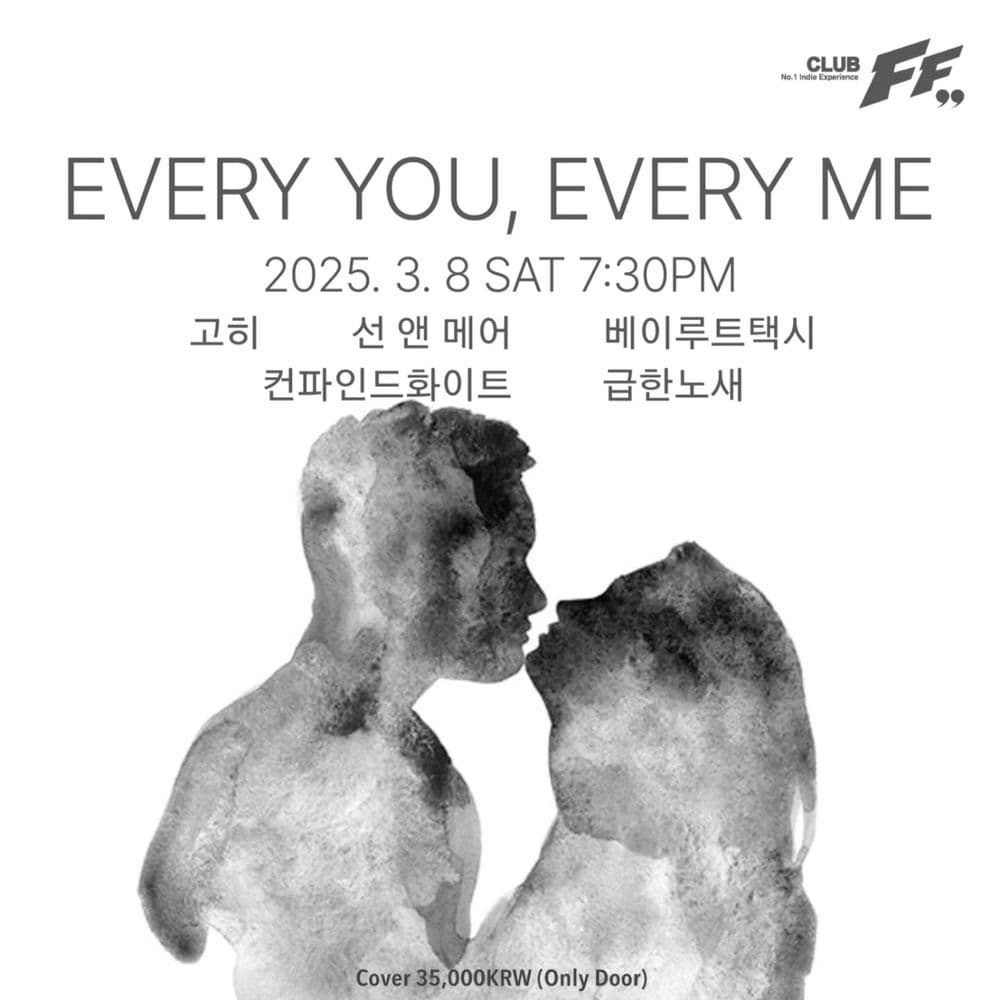 CLUB
No.1 Indie Experience
FF,,
EVERY YOU, EVERY ME
2025. 3. 8 SAT 7:30PM
고히 선 앤 메어 베이루트택시
컨파인드화이트 급한노새
Cover 35,000KRW (Only Door)